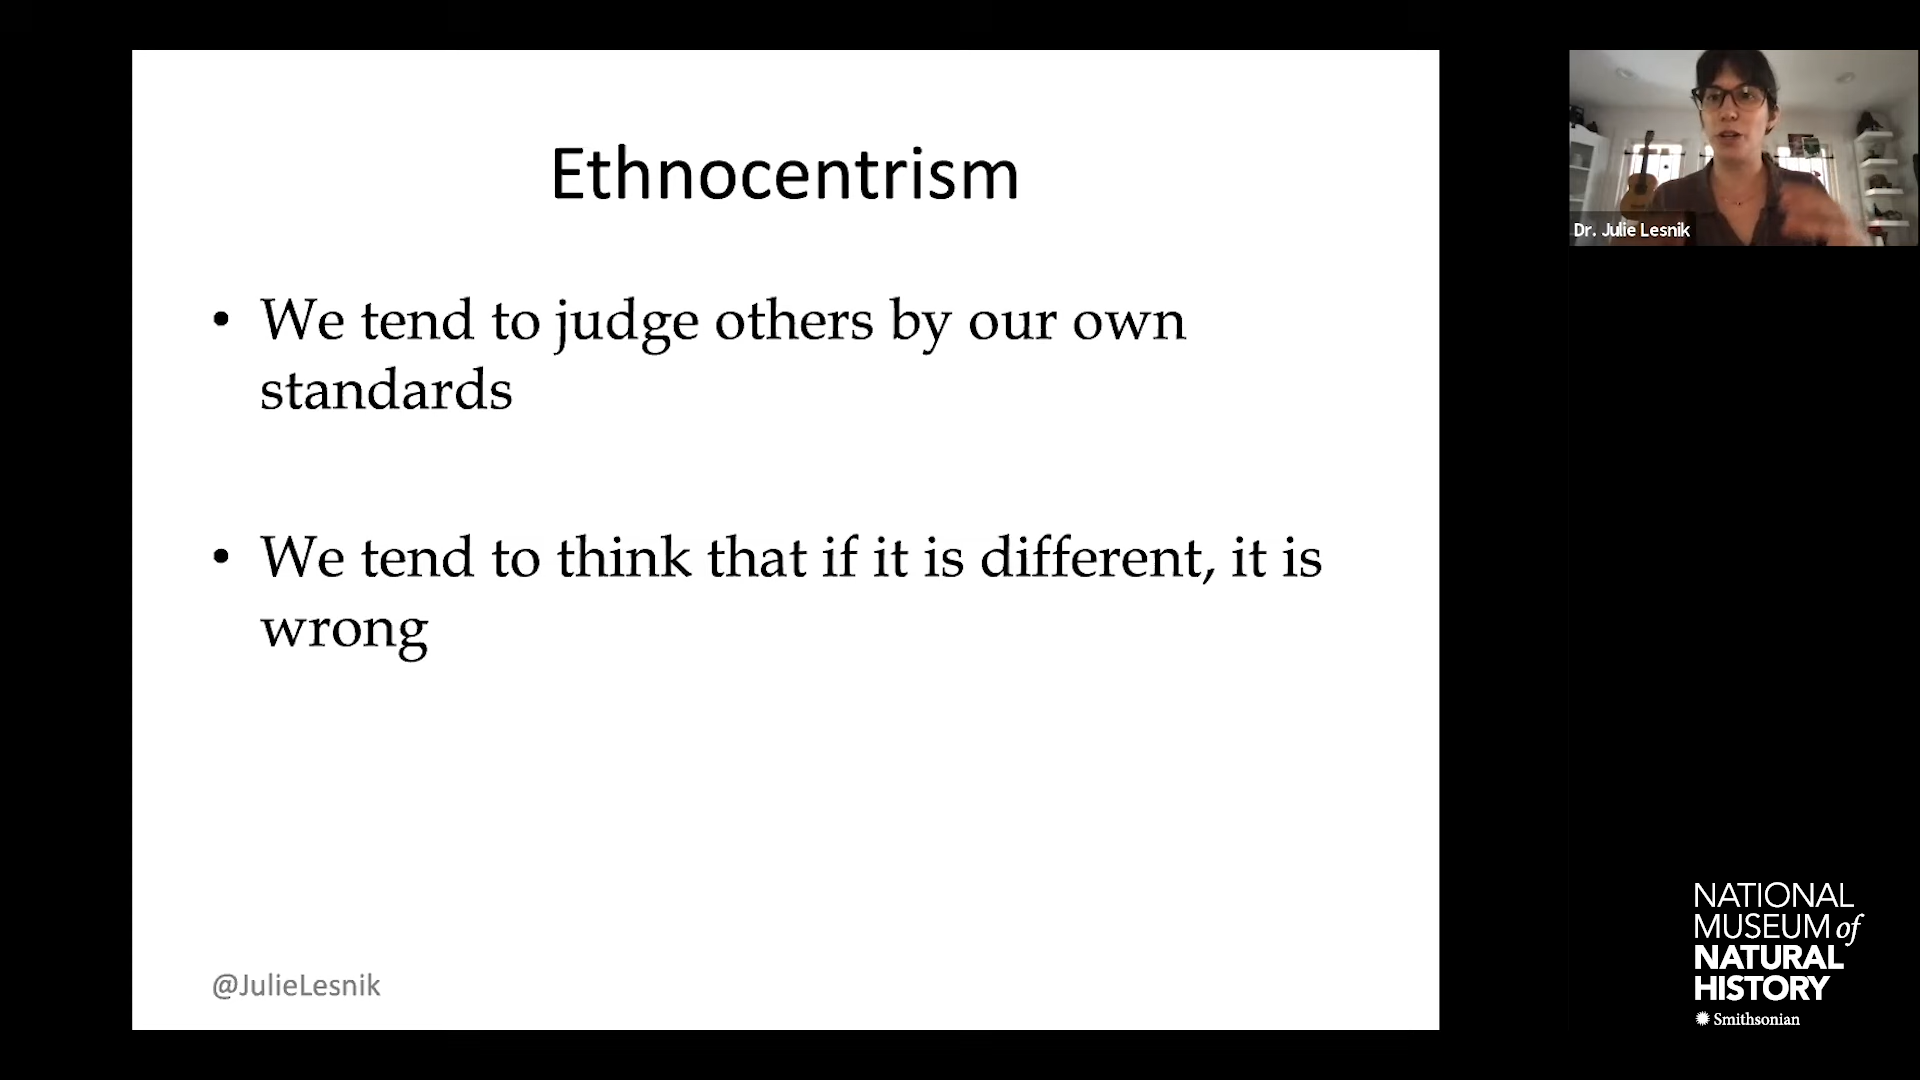 Ethnocentrism
• We tend to judge others by our own
standards
• We tend to think that if it is different, it is
wrong
@JulieLesnik
Dr. Julie Lesnik
NATIONAL
MUSEUM of
NATURAL
HISTORY
Smithsonian